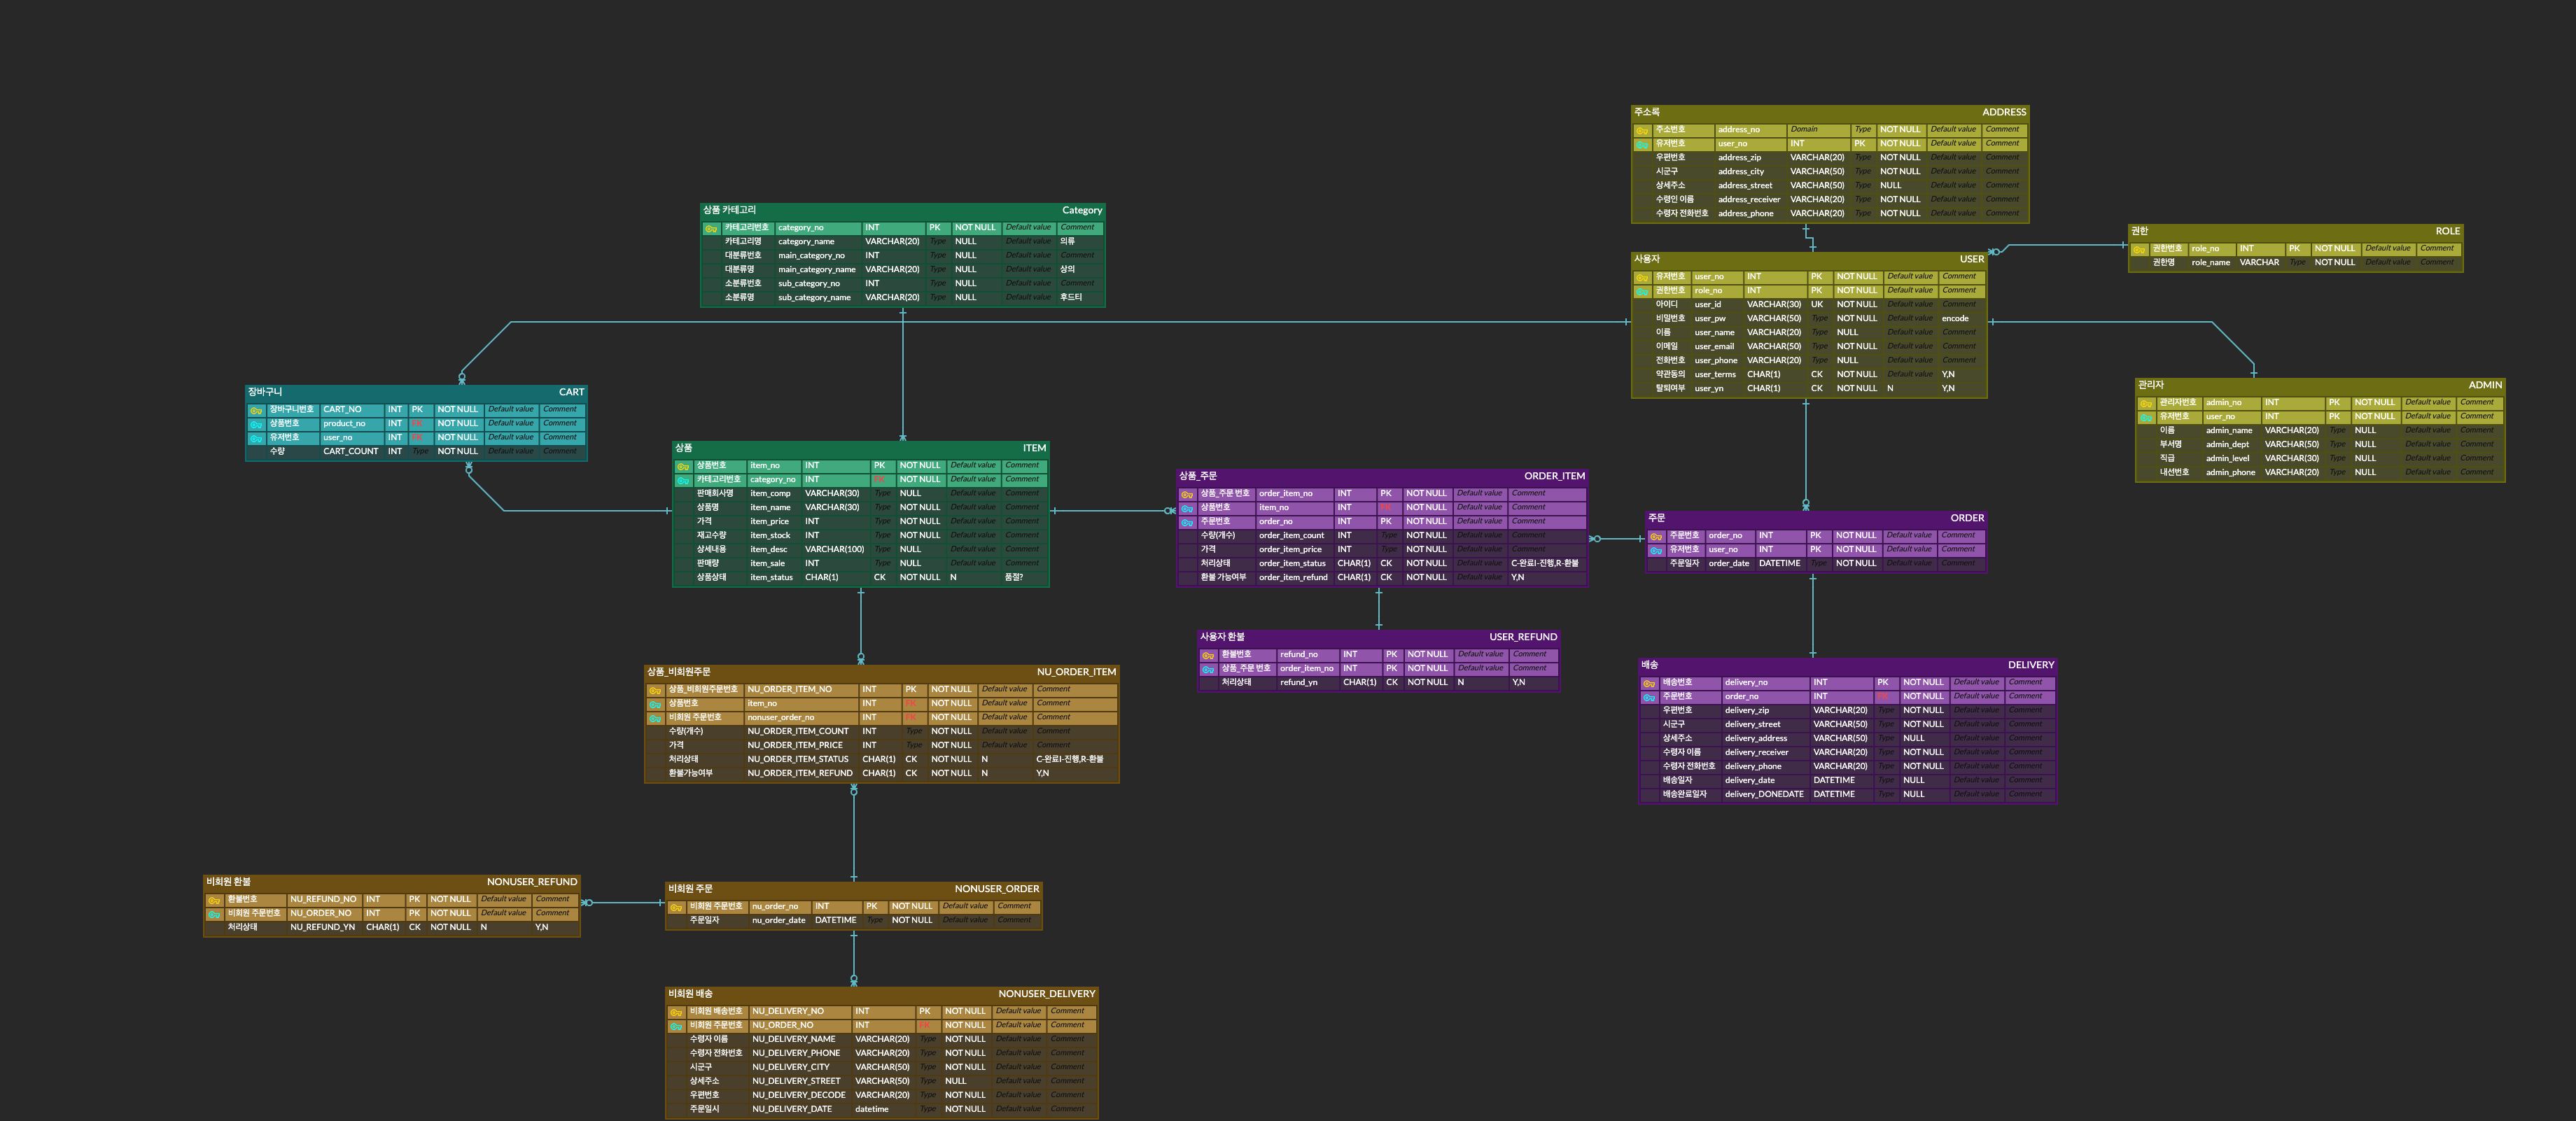 주소록 ADDRESS
주소번호 address_no Domain Type NOT NULL Default value Comment
유저번호 user_no INT PK NOT NULL Default value Comment
우편번호 address_zip VARCHAR(20) Type NOT NULL Default value Comment
시군구 address_city VARCHAR(50) Type NOT NULL Default value Comment
상세주소 address_street VARCHAR(50) Type NULL Default value Comment
수령인 이름 address_receiver VARCHAR(20) Type NOT NULL Default value Comment
수령자 전화번호 address_phone VARCHAR(20) Type NOT NULL Default value Comment
상품 카테고리 Category
카테고리번호 category_no INT PK NOT NULL Default value Comment
카테고리명 category_name VARCHAR(20) Type NULL Default value 의류
대분류번호 main_category_no INT Type NULL Default value Comment
대분류명 main_category_name VARCHAR(20) Type NULL Default value 상의
소분류번호 sub_category_no INT Type NULL Default value Comment
소분류명 sub_category_name VARCHAR(20) Type NULL Default value 후드티
권한 ROLE
권한번호 role_no INT PK NOT NULL Default value Comment
권한명 role_name VARCHAR Type NOT NULL Default value Comment
사용자 USER
유저번호 user_no INT PK NOT NULL Default value Comment
권한번호 role_no INT PK NOT NULL Default value Comment
아이디 user_id VARCHAR(30) UK NOT NULL Default value Comment
비밀번호 user_pw VARCHAR(50) Type NOT NULL Default value encode
이름 user_name VARCHAR(20) Type NULL Default value Comment
이메일 user_email VARCHAR(50) Type NOT NULL Default value Comment
전화번호 user_phone VARCHAR(20) Type NULL Default value Comment
약관동의 user_terms CHAR(1) CK NOT NULL Default value Y,N
탈퇴여부 user_yn CHAR(1) CK NOT NULL N Y,N
장바구니 CART
장바구니번호 CART_NO INT PK NOT NULL Default value Comment
상품번호 product_no INT FK NOT NULL Default value Comment
유저번호 user_no INT FK NOT NULL Default value Comment
수량 CART_COUNT INT Type NOT NULL Default value Comment
관리자 ADMIN
관리자번호 admin_no INT PK NOT NULL Default value Comment
유저번호 user_no INT PK NOT NULL Default value Comment
이름 admin_name VARCHAR(20) Type NULL Default value Comment
부서명 admin_dept VARCHAR(50) Type NULL Default value Comment
직급 admin_level VARCHAR(30) Type NULL Default value Comment
내선번호 admin_phone VARCHAR(20) Type NULL Default value Comment
상품 ITEM
상품번호 item_no INT PK NOT NULL Default value Comment
카테고리번호 category_no INT FK NOT NULL Default value Comment
판매회사명 item_comp VARCHAR(30) Type NULL Default value Comment
상품명 item_name VARCHAR(30) Type NOT NULL Default value Comment
가격 item_price INT Type NOT NULL Default value Comment
재고수량 item_stock INT Type NOT NULL Default value Comment
상세내용 item_desc VARCHAR(100) Type NULL Default value Comment
판매량 item_sale INT Type NULL Default value Comment
상품상태 item_status CHAR(1) CK NOT NULL N 품절?
상품_주문 ORDER_ITEM
상품_주문 번호 order_item_no INT PK NOT NULL Default value Comment
상품번호 item_no INT FK NOT NULL Default value Comment
주문번호 order_no INT PK NOT NULL Default value Comment
수량(개수) order_item_count INT Type NOT NULL Default value Comment
가격 order_item_price INT Type NOT NULL Default value Comment
처리상태 order_item_status CHAR(1) CK NOT NULL Default value C-완료I-진행,R-환불
환불 가능여부 order_item_refund CHAR(1) CK NOT NULL Default value Y,N
주문 ORDER
주문번호 order_no INT PK NOT NULL Default value Comment
유저번호 user_no INT PK NOT NULL Default value Comment
주문일자 order_date DATETIME Type NOT NULL Default value Comment
사용자 환불 USER_REFUND
환불번호 refund_no INT PK NOT NULL Default value Comment
상품_주문 번호 order_item_no INT PK NOT NULL Default value Comment
처리상태 refund_yn CHAR(1) CK NOT NULL N Y,N
배송 DELIVERY
배송번호 delivery_no INT PK NOT NULL Default value Comment
주문번호 order_no INT FK NOT NULL Default value Comment
우편번호 delivery_zip VARCHAR(20) Type NOT NULL Default value Comment
시군구 delivery_street VARCHAR(50) Type NOT NULL Default value Comment
상세주소 delivery_address VARCHAR(50) Type NULL Default value Comment
수령자 이름 delivery_receiver VARCHAR(20) Type NOT NULL Default value Comment
수령자 전화번호 delivery_phone VARCHAR(20) Type NOT NULL Default value Comment
배송일자 delivery_date DATETIME Type NULL Default value Comment
배송완료일자 delivery_DONEDATE DATETIME Type NULL Default value Comment
상품_비회원주문 NU_ORDER_ITEM
상품_비회원주문번호 NU_ORDER_ITEM_NO INT PK NOT NULL Default value Comment
상품번호 item_no INT FK NOT NULL Default value Comment
비회원 주문번호 nonuser_order_no INT FK NOT NULL Default value Comment
수량(개수) NU_ORDER_ITEM_COUNT INT Type NOT NULL Default value Comment
가격 NU_ORDER_ITEM_PRICE INT Type NOT NULL Default value Comment
처리상태 NU_ORDER_ITEM_STATUS CHAR(1) CK NOT NULL N C-완료I-진행,R-환불
환불가능여부 NU_ORDER_ITEM_REFUND CHAR(1) CK NOT NULL N Y,N
비회원 환불 NONUSER_REFUND
환불번호 NU_REFUND_NO INT PK NOT NULL Default value Comment
비회원 주문번호 NU_ORDER_NO INT PK NOT NULL Default value Comment
처리상태 NU_REFUND_YN CHAR(1) CK NOT NULL N Y,N
비회원 주문 NONUSER_ORDER
비회원 주문번호 nu_order_no INT PK NOT NULL Default value Comment
주문일자 nu_order_date DATETIME Type NOT NULL Default value Comment
비회원 배송 NONUSER_DELIVERY
비회원 배송번호 NU_DELIVERY_NO INT PK NOT NULL Default value Comment
비회원 주문번호 NU_ORDER_NO INT FK NOT NULL Default value Comment
수령자 이름 NU_DELIVERY_NAME VARCHAR(20) Type NOT NULL Default value Comment
수령자 전화번호 NU_DELIVERY_PHONE VARCHAR(20) Type NOT NULL Default value Comment
시군구 NU_DELIVERY_CITY VARCHAR(50) Type NOT NULL Default value Comment
상세주소 NU_DELIVERY_STREET VARCHAR(50) Type NULL Default value Comment
우편번호 NU_DELIVERY_DECODE VARCHAR(20) Type NOT NULL Default value Comment
주문일시 NU_DELIVERY_DATE datetime Type NOT NULL Default value Comment